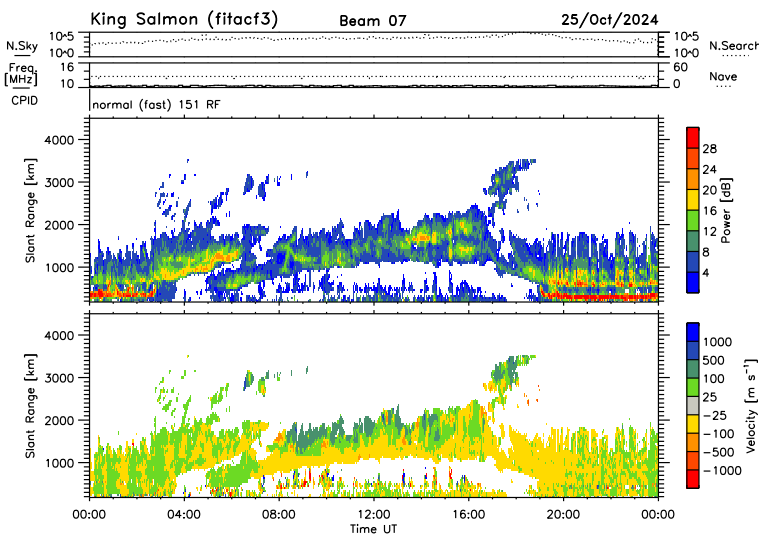 King Salmon (fitacf3) Beam 07 25/Oct/2024
N.Sky 10^5 10^5 N.Search
10^0 10^0
Freq 16 60 Nave
[MHz] 10 0
CPID normal (fast) 151 RF
Slant Range [km] 4000 3000 2000 1000
Power [dB] 28 24 20 16 12 8 4
Slant Range [km] 4000 3000 2000 1000
Velocity [m s⁻¹] 1000 500 100 25 −25 −100 −500 −1000
00:00 04:00 08:00 12:00 16:00 20:00 00:00
Time UT